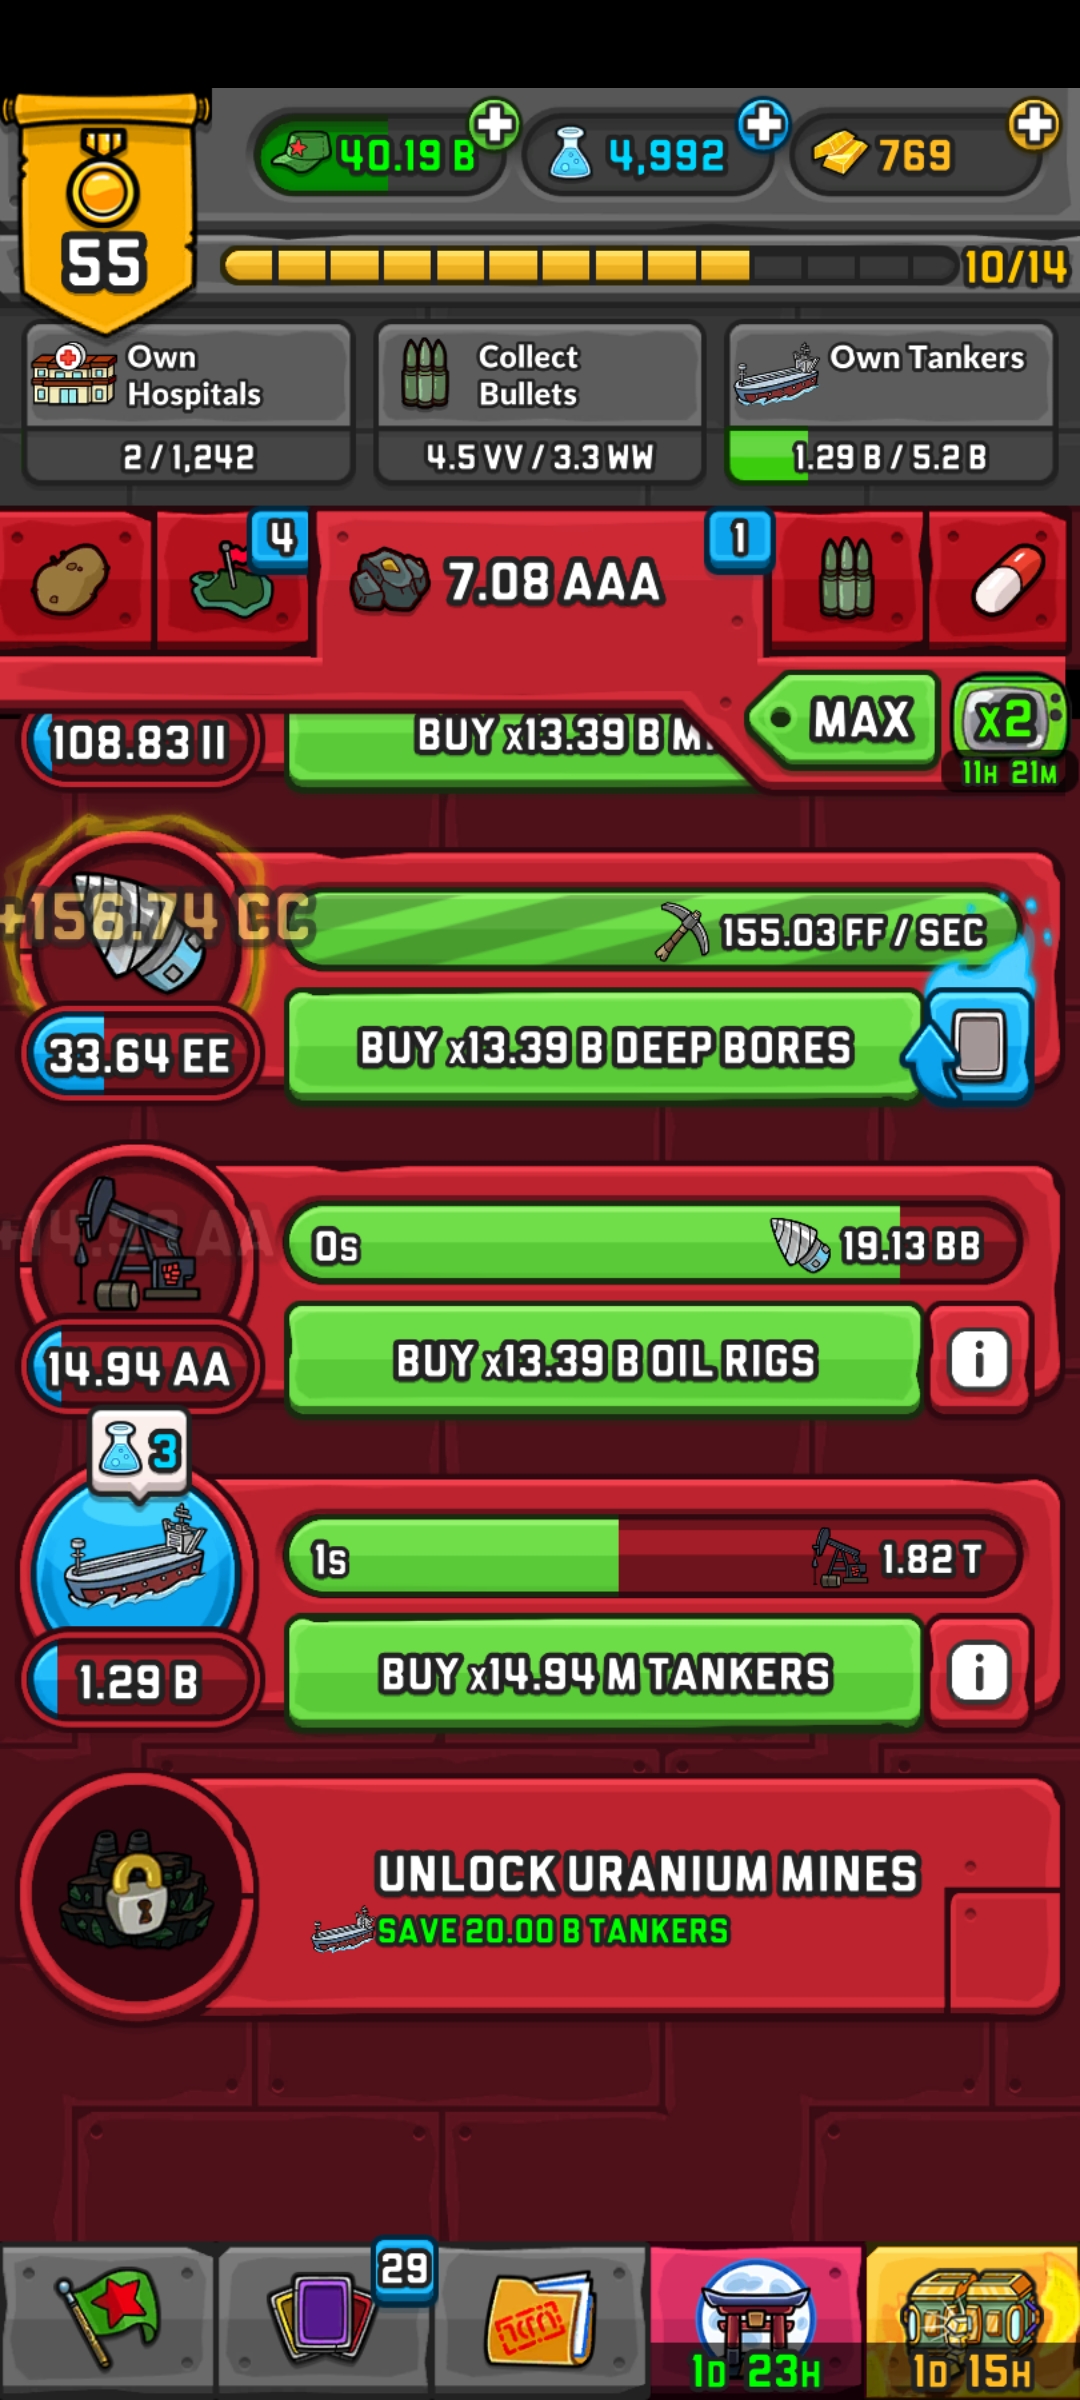 55
40.19 B
4,992
769
10/14
Own
Hospitals
2 / 1,242
Collect
Bullets
4.5 VV / 3.3 WW
Own Tankers
1.29 B / 5.2 B
4
7.08 AAA
1
MAX
x2
11H 21M
108.83 II
BUY x13.39 B M
+156.74 CC
155.03 FF / SEC
33.64 EE
BUY x13.39 B DEEP BORES
0s
19.13 BB
14.94 AA
BUY x13.39 B OIL RIGS
i
3
1s
1.82 T
1.29 B
BUY x14.94 M TANKERS
i
UNLOCK URANIUM MINES
SAVE 20.00 B TANKERS
29
1D 23H
1D 15H